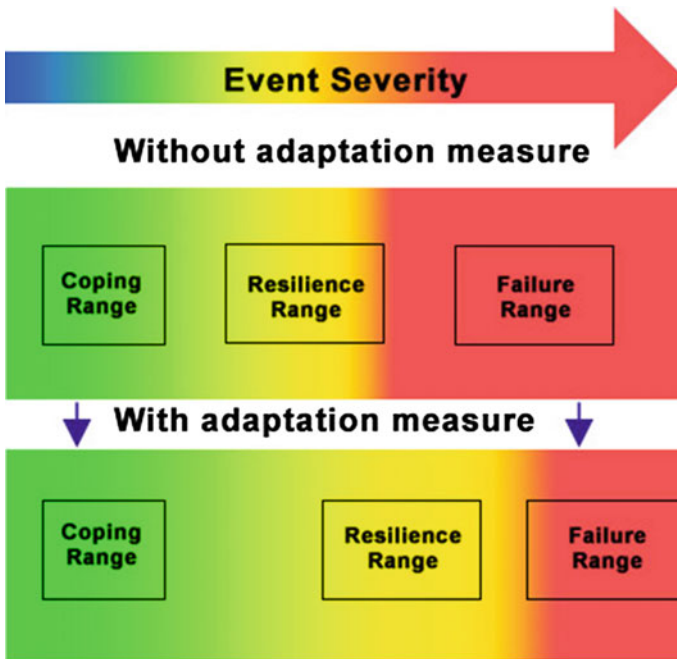 Event Severity
Without adaptation measure
Coping
Range
Resilience
Range
Failure
Range
With adaptation measure
Coping
Range
Resilience
Range
Failure
Range